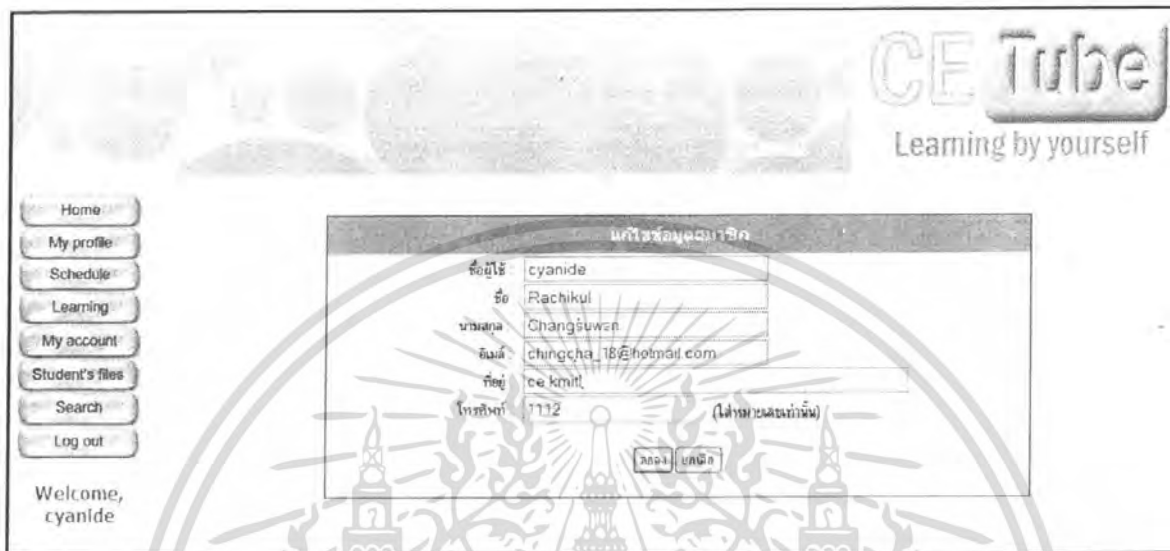 CE Tube
Learning by yourself
Home
My profile
Schedule
Learning
My account
Student's files
Search
Log out
Welcome,
cyanide
แก้ไขข้อมูลสมาชิก
ชื่อผู้ใช้ : cyanide
ชื่อ Rachikul
นามสกุล Changsuwan
อีเมล์ : chingcha_18@hotmail.com
ที่อยู่ ce kmitl
โทรศัพท์ 1112 (ใส่หมายเลขเท่านั้น)
ตกลง ยกเลิก